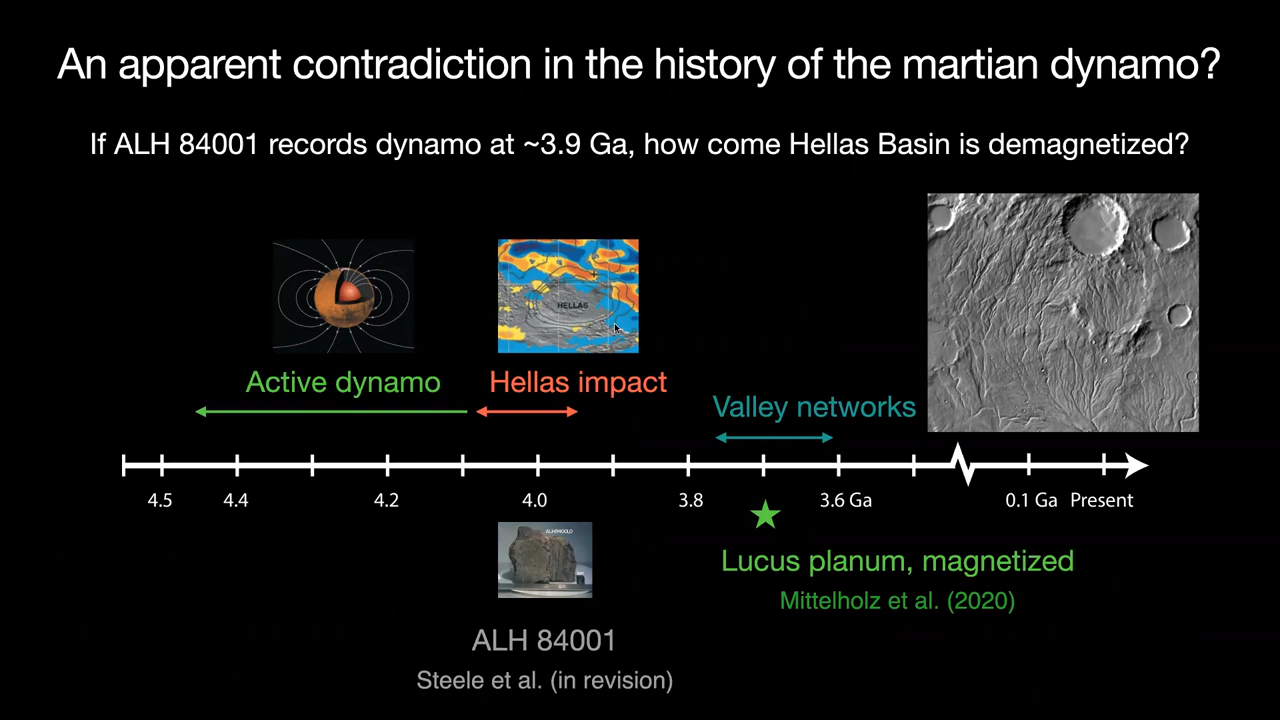 An apparent contradiction in the history of the martian dynamo?
If ALH 84001 records dynamo at ~3.9 Ga, how come Hellas Basin is demagnetized?
HELLAS
Active dynamo
Hellas impact
Valley networks
4.5
4.4
4.2
4.0
3.8
3.6 Ga
0.1 Ga
Present
Lucus planum, magnetized
Mittelholz et al. (2020)
ALH 84001
Steele et al. (in revision)